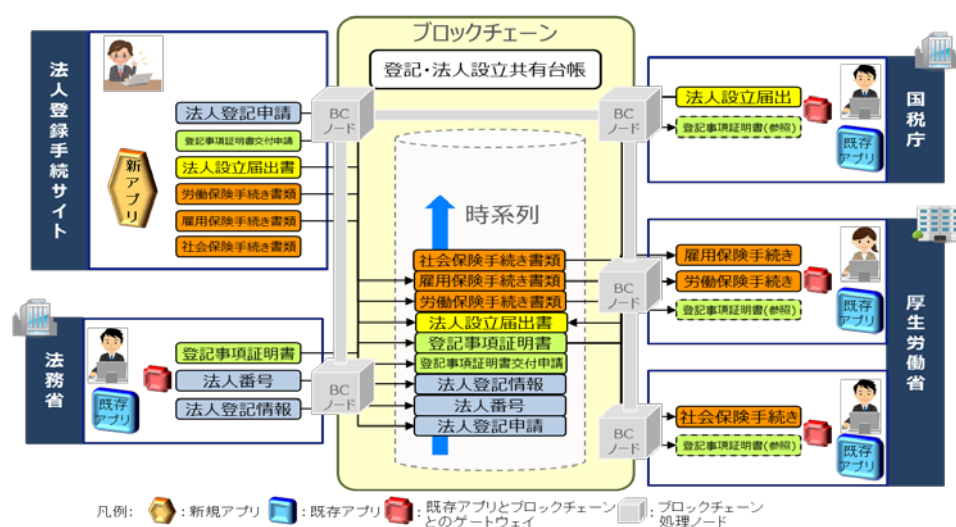 ブロックチェーン
登記・法人設立共有台帳
法人登録手続サイト
新アプリ
法人登記申請
登記事項証明書交付申請
法人設立届出書
労働保険手続き書類
雇用保険手続き書類
社会保険手続き書類
BC
ノード
法務省
既存
アプリ
登記事項証明書
法人番号
法人登記情報
BC
ノード
時系列
社会保険手続き書類
雇用保険手続き書類
労働保険手続き書類
法人設立届出書
登記事項証明書
登記事項証明書交付申請
法人登記情報
法人番号
法人登記申請
BC
ノード
法人設立届出
登記事項証明書(参照)
既存
アプリ
国税庁
BC
ノード
雇用保険手続き
労働保険手続き
登記事項証明書(参照)
既存
アプリ
厚生労働省
BC
ノード
社会保険手続き
登記事項証明書(参照)
既存
アプリ
凡例:
:新規アプリ
:既存アプリ
:既存アプリとブロックチェーン
とのゲートウェイ
:ブロックチェーン
処理ノード